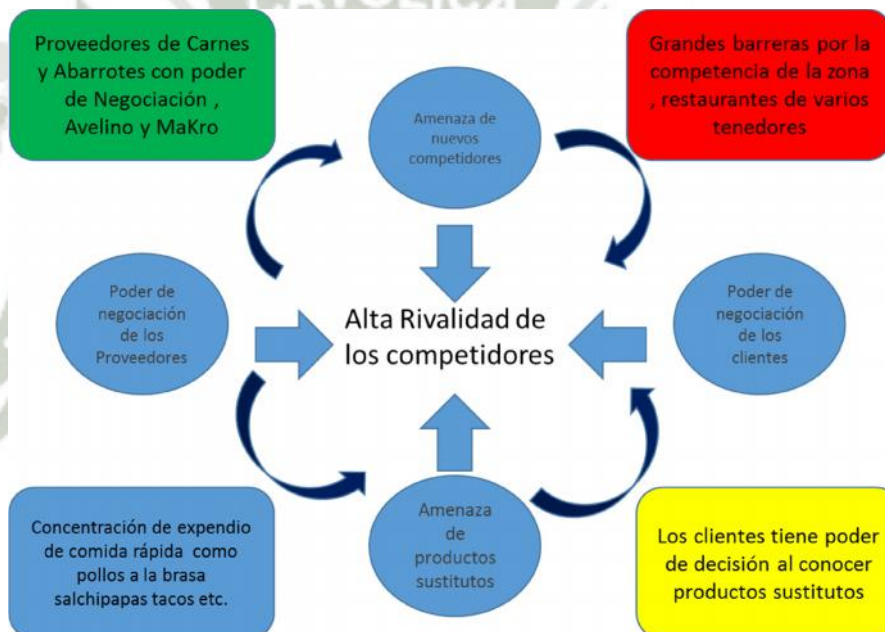 CATÓLICA
Proveedores de Carnes
y Abarrotes con poder
de Negociación ,
Avelino y MaKro
Amenaza de
nuevos
competidores
Grandes barreras por la
competencia de la zona
, restaurantes de varios
tenedores
Poder de
negociación
de los
Proveedores
Alta Rivalidad de
los competidores
Poder de
negociación
de los
clientes
Concentración de expendio
de comida rápida como
pollos a la brasa
salchipapas tacos etc.
Amenaza
de
productos
sustitutos
Los clientes tiene poder
de decisión al conocer
productos sustitutos